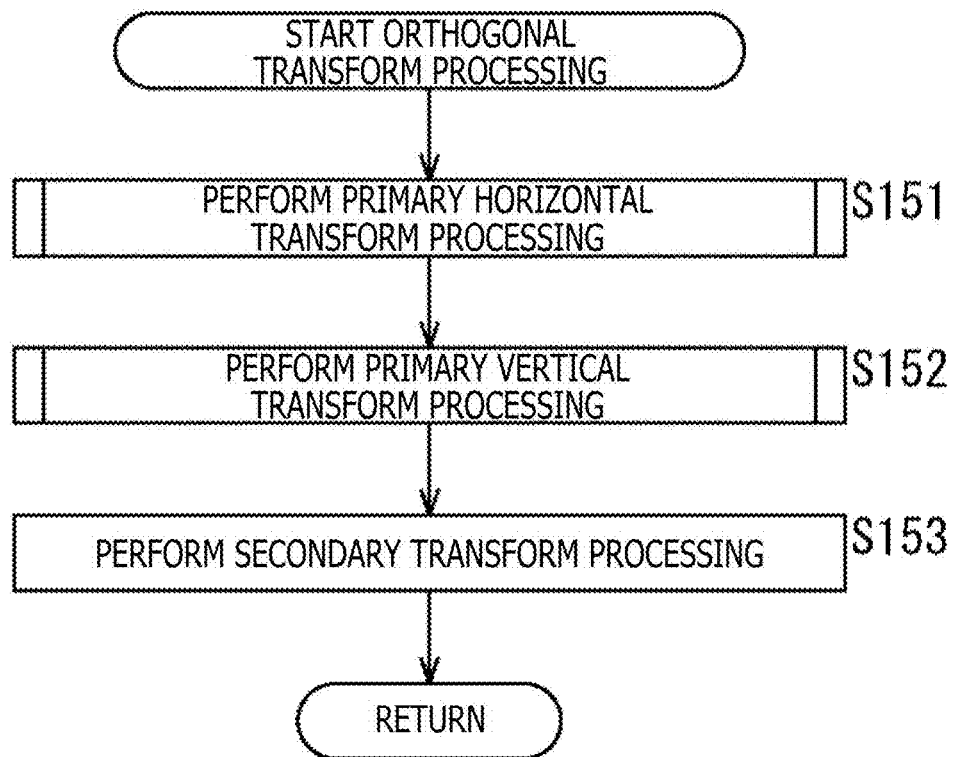 START ORTHOGONAL
TRANSFORM PROCESSING
PERFORM PRIMARY HORIZONTAL
TRANSFORM PROCESSING
S151
PERFORM PRIMARY VERTICAL
TRANSFORM PROCESSING
S152
PERFORM SECONDARY TRANSFORM PROCESSING
S153
RETURN